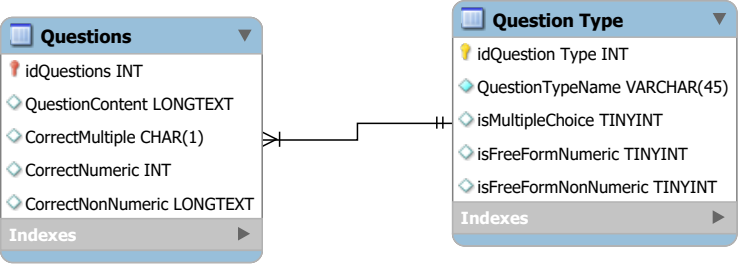 Questions
idQuestions INT
QuestionContent LONGTEXT
CorrectMultiple CHAR(1)
CorrectNumeric INT
CorrectNonNumeric LONGTEXT
Indexes
Question Type
idQuestion Type INT
QuestionTypeName VARCHAR(45)
isMultipleChoice TINYINT
isFreeFormNumeric TINYINT
isFreeFormNonNumeric TINYINT
Indexes